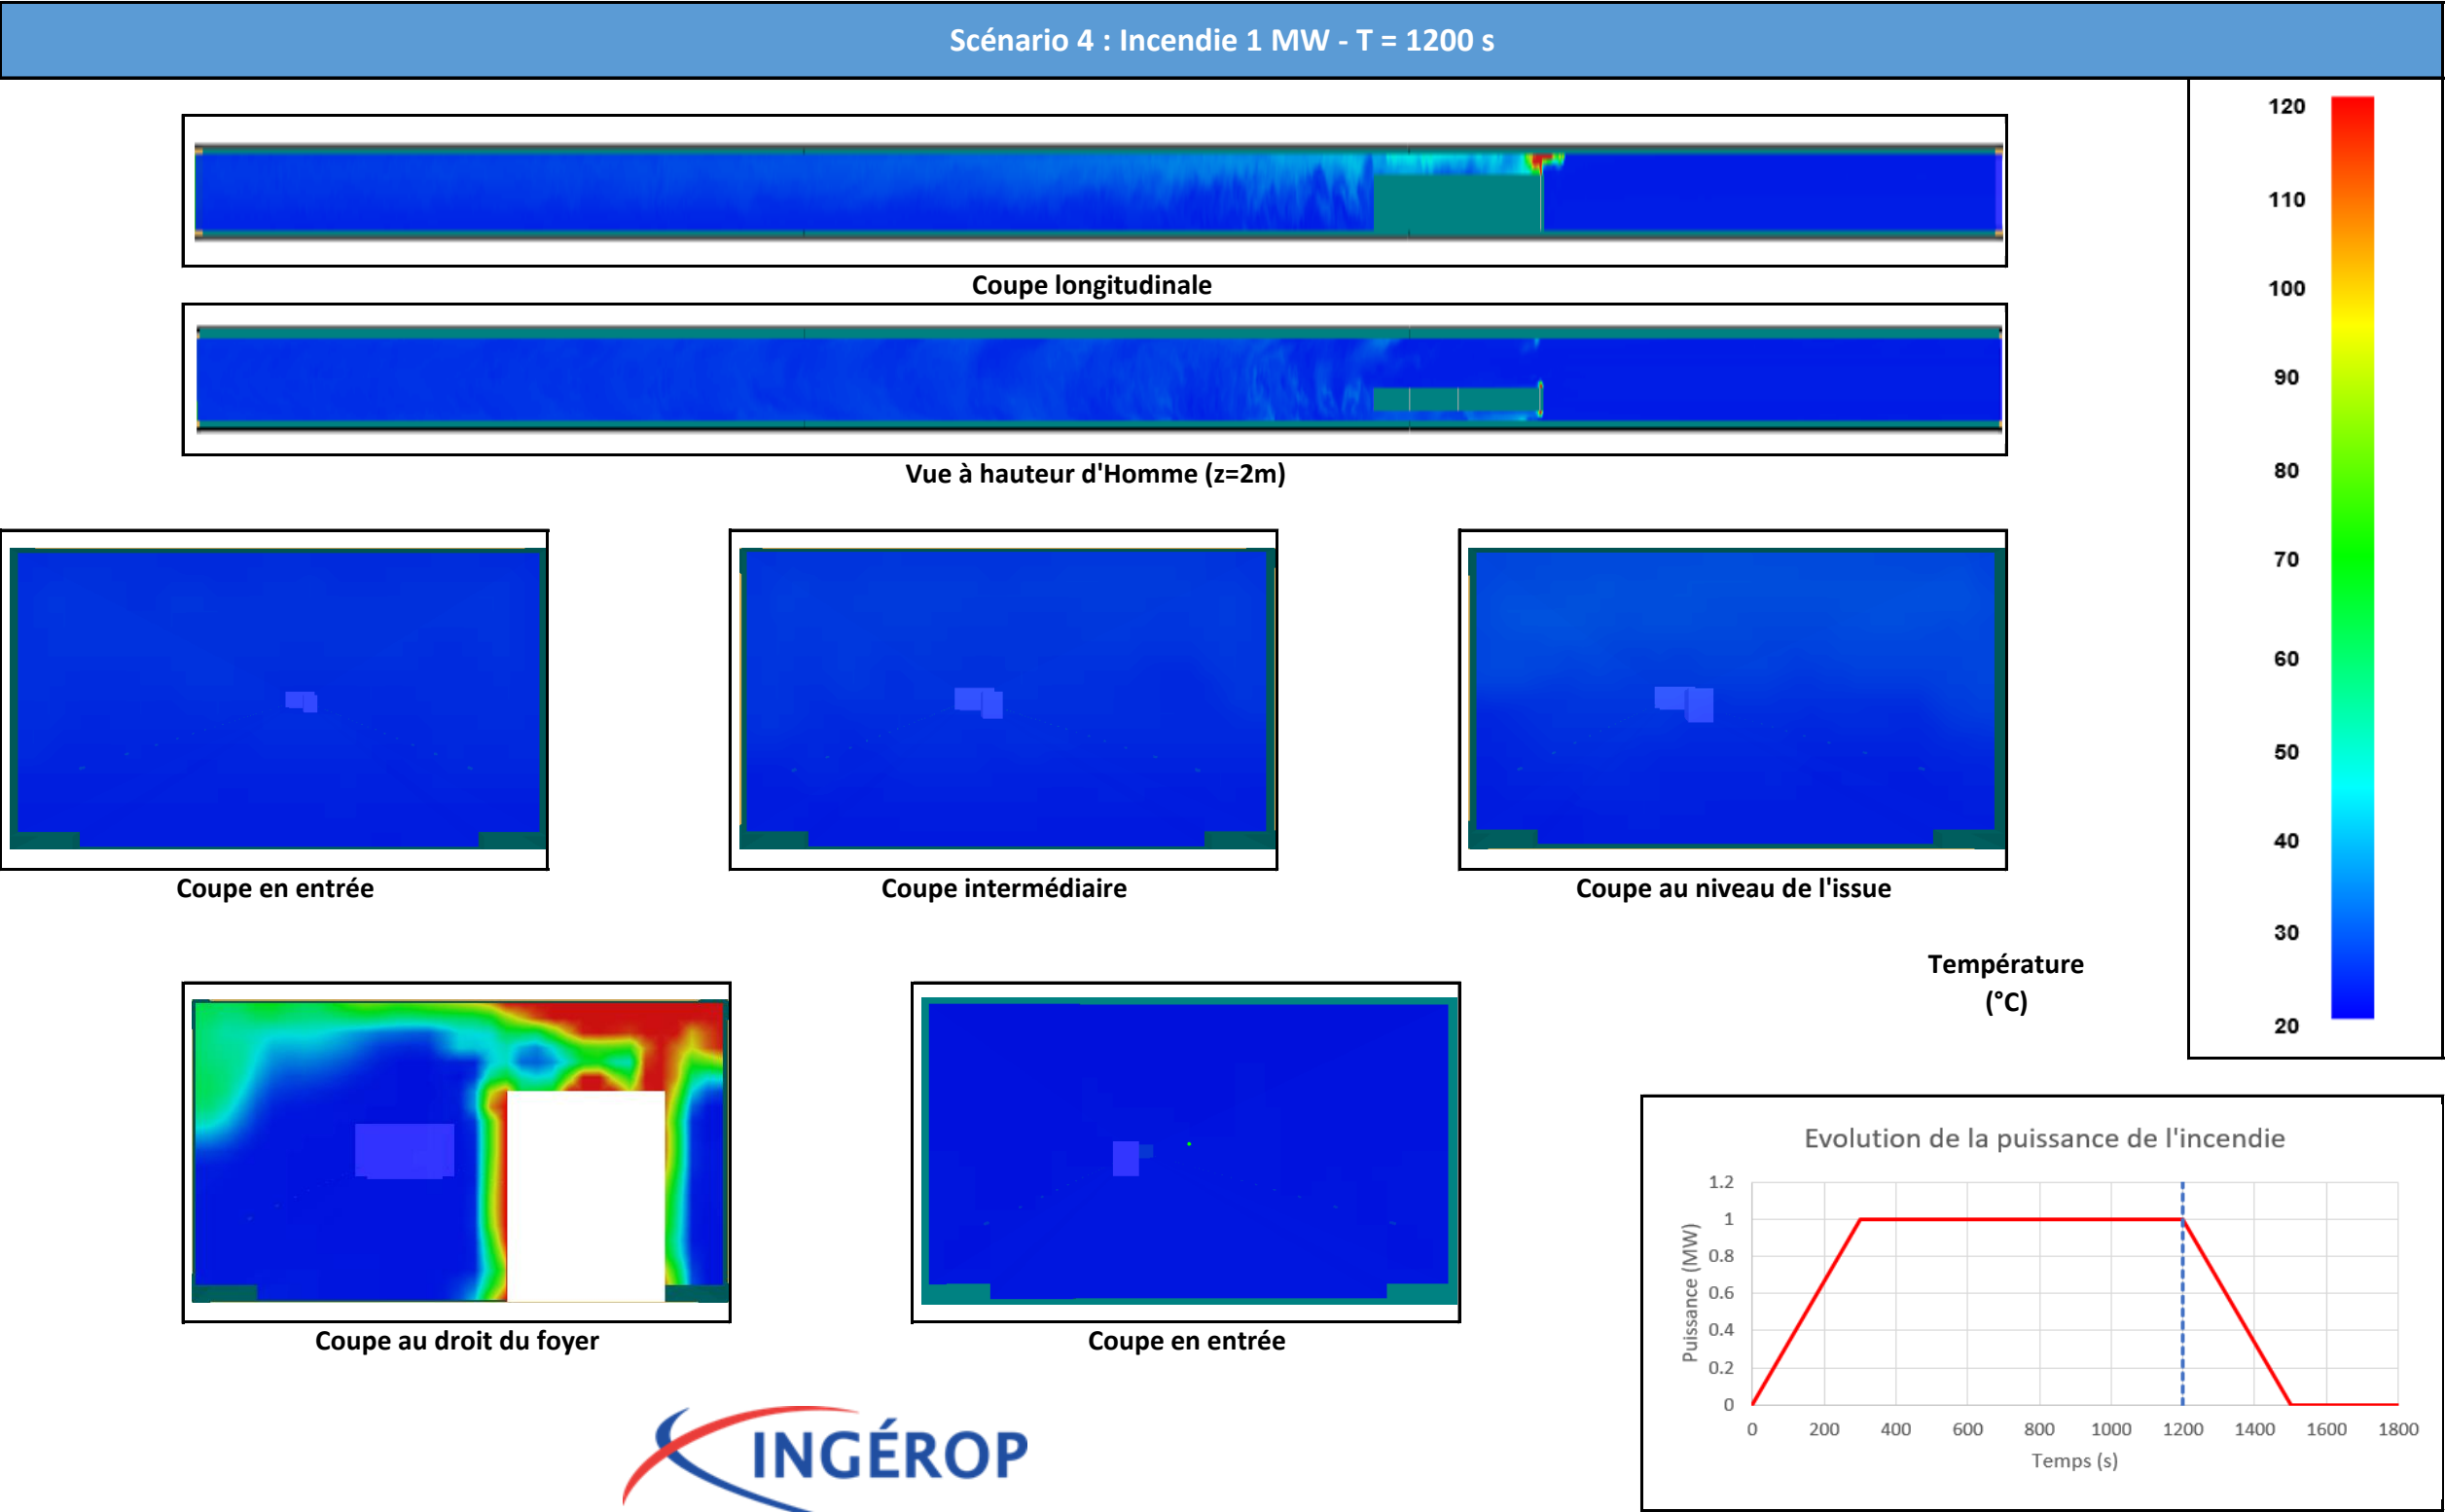 Scénario 4 : Incendie 1 MW - T = 1200 s
Coupe longitudinale
Vue à hauteur d'Homme (z=2m)
Coupe en entrée
Coupe intermédiaire
Coupe au niveau de l'issue
Coupe au droit du foyer
Coupe en entrée
Température
(°C)
120
110
100
90
80
70
60
50
40
30
20
Evolution de la puissance de l'incendie
Puissance (MW)
1.2
1
0.8
0.6
0.4
0.2
0
0 200 400 600 800 1000 1200 1400 1600 1800
Temps (s)
INGÉROP